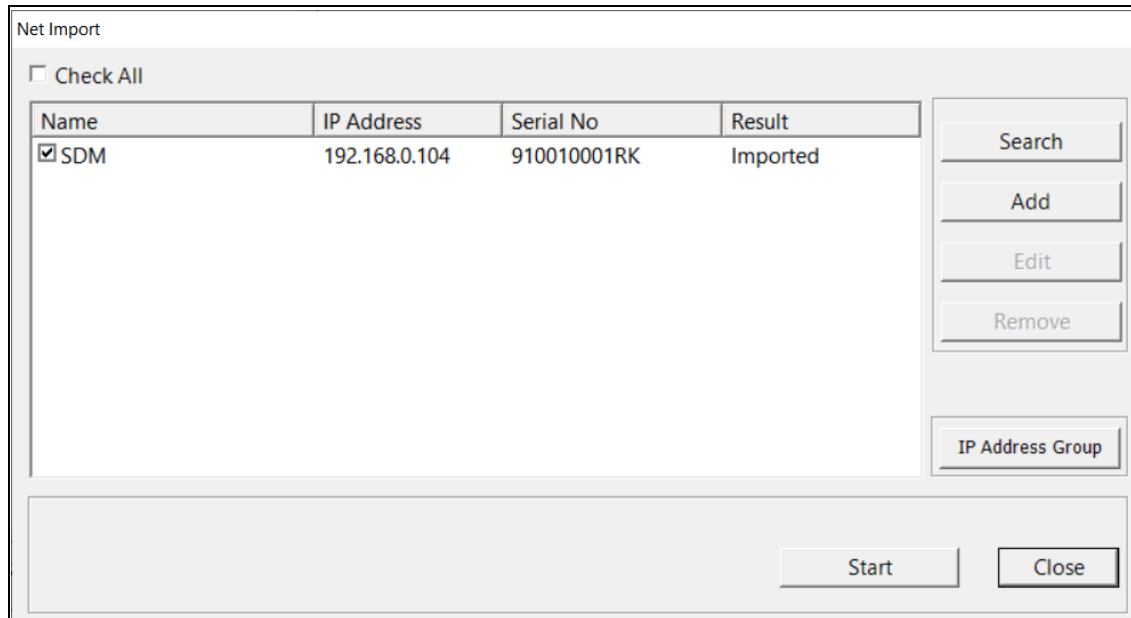 Net Import
Check All
Name IP Address Serial No Result
SDM 192.168.0.104 910010001RK Imported
Search
Add
Edit
Remove
IP Address Group
Start Close